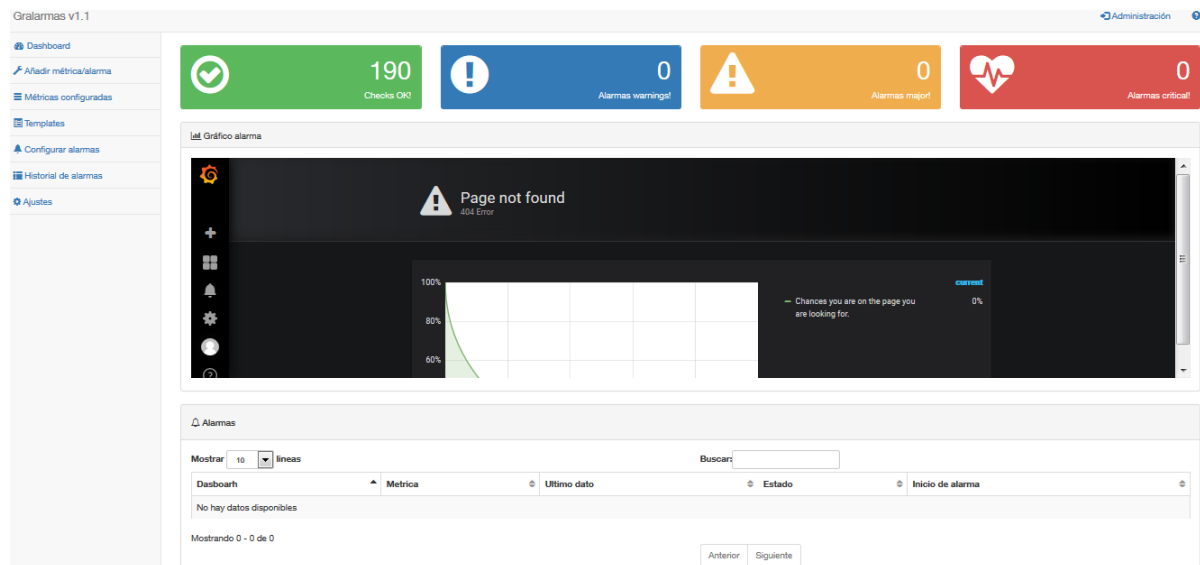 Gralarmas v1.1
Administración
Dashboard
Añadir métrica/alarma
Métricas configuradas
Templates
Configurar alarmas
Historial de alarmas
Ajustes
190
Checks OK!
0
Alarmas warnings!
0
Alarmas major!
0
Alarmas critical!
Gráfico alarma
Page not found
404 Error
100%
80%
60%
current
Chances you are on the page you
are looking for.
0%
Alarmas
Mostrar 10 lineas
Buscar:
Dasboarh Metrica Ultimo dato Estado Inicio de alarma
No hay datos disponibles
Mostrando 0 - 0 de 0
Anterior Siguiente